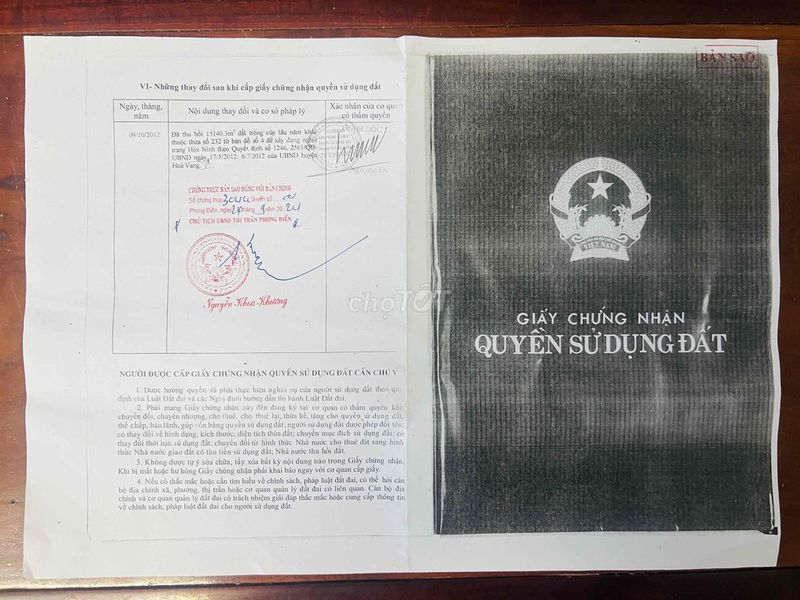 VI- Những thay đổi sau khi cấp giấy chứng nhận quyền sử dụng đất
Ngày, tháng, năm
Nội dung thay đổi và cơ sở pháp lý
Xác nhận của cơ quan có thẩm quyền
09/10/2012
Đã thu hồi 15140.3m² đất trồng cây lâu năm khác
thuộc thửa số 232 tờ bản đồ số 4 để xây dựng nghĩa
trang Hòa Ninh theo Quyết định số 1246, 2561/QĐ-
UBND ngày 17/5/2012. 6/7/2012 của UBND huyện
Hoà Vang.
CHỨNG THỰC BẢN SAO ĐÚNG VỚI BẢN CHÍNH
Số chứng thực Quyển số
Phong Điền, ngày tháng năm 20
CHỦ TỊCH UBND THỊ TRẤN PHONG ĐIỀN
Nguyễn Khoa Khương
NGƯỜI ĐƯỢC CẤP GIẤY CHỨNG NHẬN QUYỀN SỬ DỤNG ĐẤT CẦN CHÚ Ý
1. Được hưởng quyền và phải thực hiện nghĩa vụ của người sử dụng đất theo quy
định của Luật Đất đai và các Nghị định hướng dẫn thi hành Luật Đất đai.
2. Phải mang Giấy chứng nhận này đến đăng ký tại cơ quan có thẩm quyền khi:
chuyển đổi, chuyển nhượng, cho thuê, cho thuê lại, thừa kế, tặng cho quyền sử dụng đất,
thế chấp, bảo lãnh, góp vốn bằng quyền sử dụng đất; người sử dụng đất được phép đổi tên;
có thay đổi về hình dạng, kích thước, diện tích thửa đất; chuyển mục đích sử dụng đất; có
thay đổi thời hạn sử dụng đất; chuyển đổi từ hình thức Nhà nước cho thuê đất sang hình
thức Nhà nước giao đất có thu tiền sử dụng đất; Nhà nước thu hồi đất.
3. Không được tự ý sửa chữa, tẩy xóa bất kỳ nội dung nào trong Giấy chứng nhận.
Khi bị mất hoặc hư hỏng Giấy chứng nhận phải khai báo ngay với cơ quan cấp giấy.
4. Nếu có thắc mắc hoặc cần tìm hiểu về chính sách, pháp luật đất đai, có thể hỏi cán
bộ địa chính xã, phường, thị trấn hoặc cơ quan quản lý đất đai có liên quan. Cán bộ địa
chính và cơ quan quản lý đất đai có trách nhiệm giải đáp thắc mắc hoặc cung cấp thông tin
về chính sách, pháp luật đất đai cho người sử dụng đất.
chợTỐT
BẢN SAO
VIỆT NAM
GIẤY CHỨNG NHẬN
QUYỀN SỬ DỤNG ĐẤT